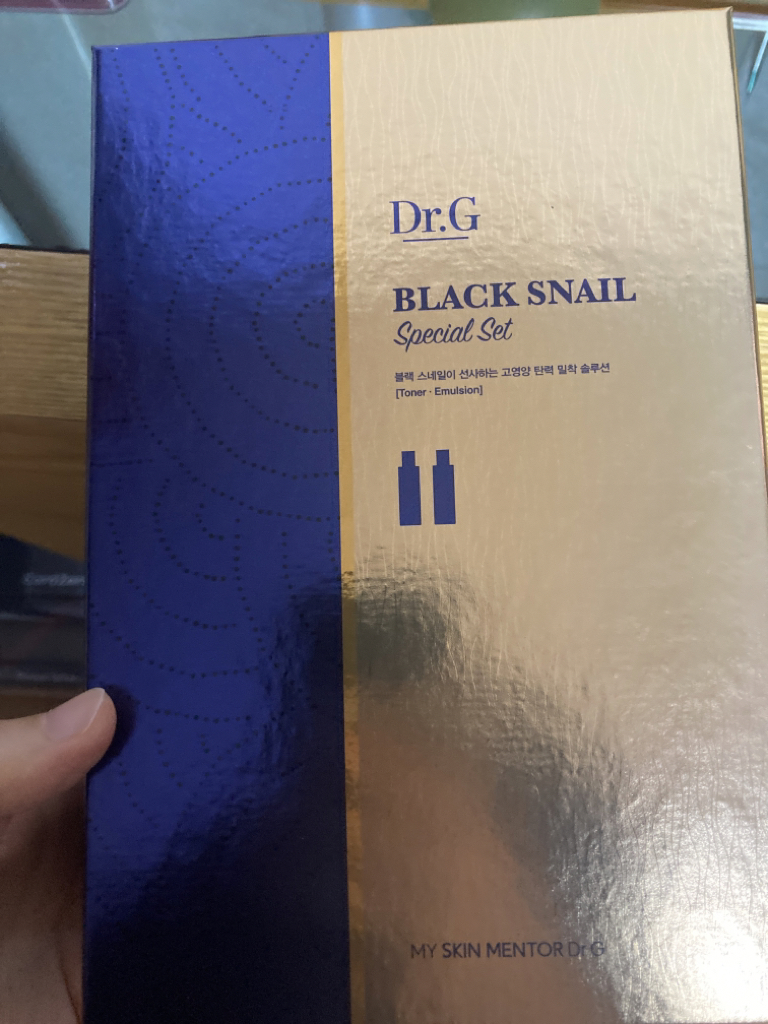 Dr.G
BLACK SNAIL
Special Set
블랙 스네일이 선사하는 고영양 탄력 밀착 솔루션
[Toner · Emulsion]
MY SKIN MENTOR Dr.G